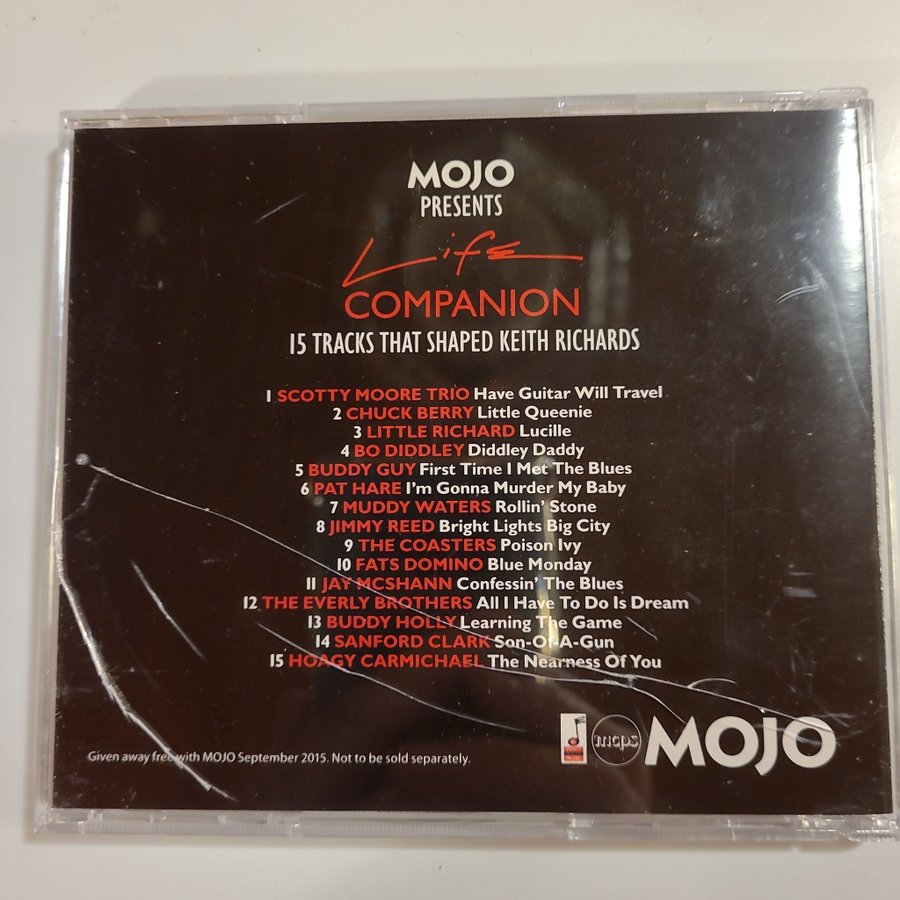 MOJO
PRESENTS
Life
COMPANION
15 TRACKS THAT SHAPED KEITH RICHARDS
1 SCOTTY MOORE TRIO Have Guitar Will Travel
2 CHUCK BERRY Little Queenie
3 LITTLE RICHARD Lucille
4 BO DIDDLEY Diddley Daddy
5 BUDDY GUY First Time I Met The Blues
6 PAT HARE I'm Gonna Murder My Baby
7 MUDDY WATERS Rollin' Stone
8 JIMMY REED Bright Lights Big City
9 THE COASTERS Poison Ivy
10 FATS DOMINO Blue Monday
11 JAY MCSHANN Confessin' The Blues
12 THE EVERLY BROTHERS All I Have To Do Is Dream
13 BUDDY HOLLY Learning The Game
14 SANFORD CLARK Son-Of-A-Gun
15 HOAGY CARMICHAEL The Nearness Of You
Given away free with MOJO September 2015. Not to be sold separately.
mcps MOJO